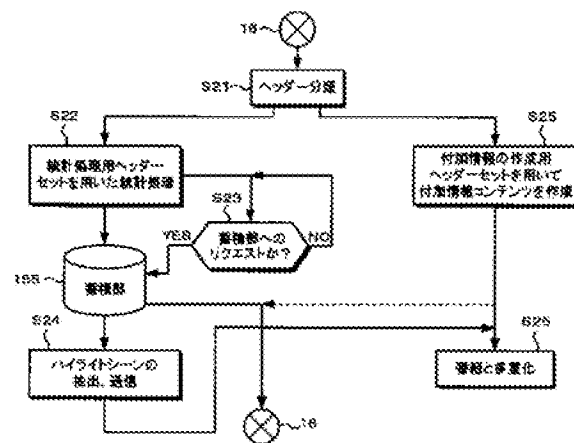 16
S21
ヘッダー分類
S22
統計処理用ヘッダー
セットを用いた統計処理
S25
付加情報の作成用
ヘッダーセットを用いて
付加情報コンテンツを作成
S23
蓄積部への
リクエストか？
YES
NO
155
蓄積部
S24
ハイライトシーンの
抽出、送信
S26
番組と多重化
16